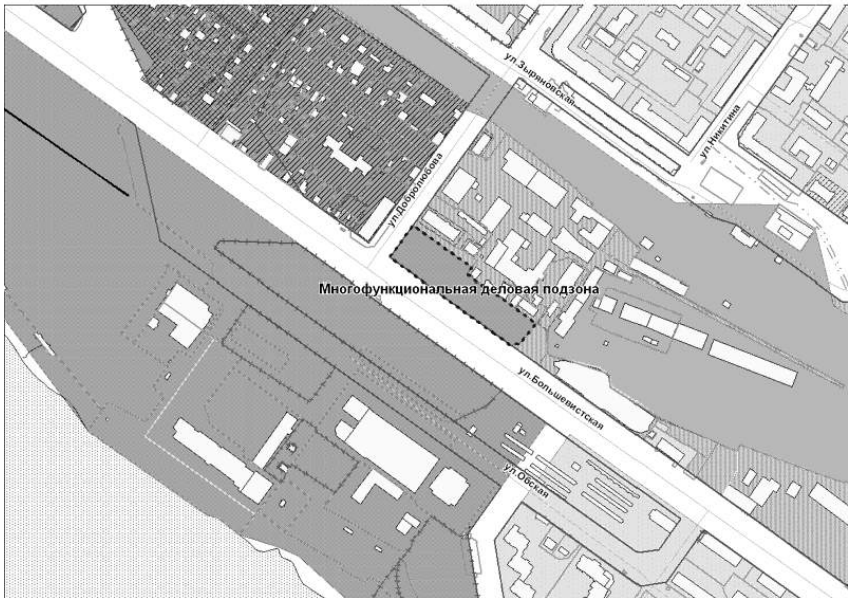 ул.Зыряновская
ул.Никитина
ул.Добролюбова
Многофункциональная деловая подзона
ул.Большевистская
ул.Обская